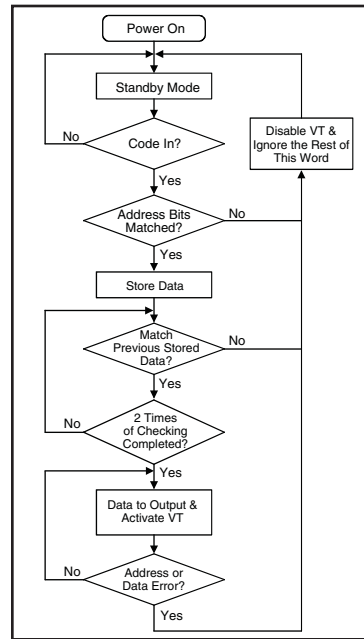 Power On
Standby Mode
Code In?
No
Yes
Disable VT &
Ignore the Rest of
This Word
Address Bits
Matched?
No
Yes
Store Data
Match
Previous Stored
Data?
No
Yes
2 Times
of Checking
Completed?
No
Yes
Data to Output &
Activate VT
Address or
Data Error?
No
Yes